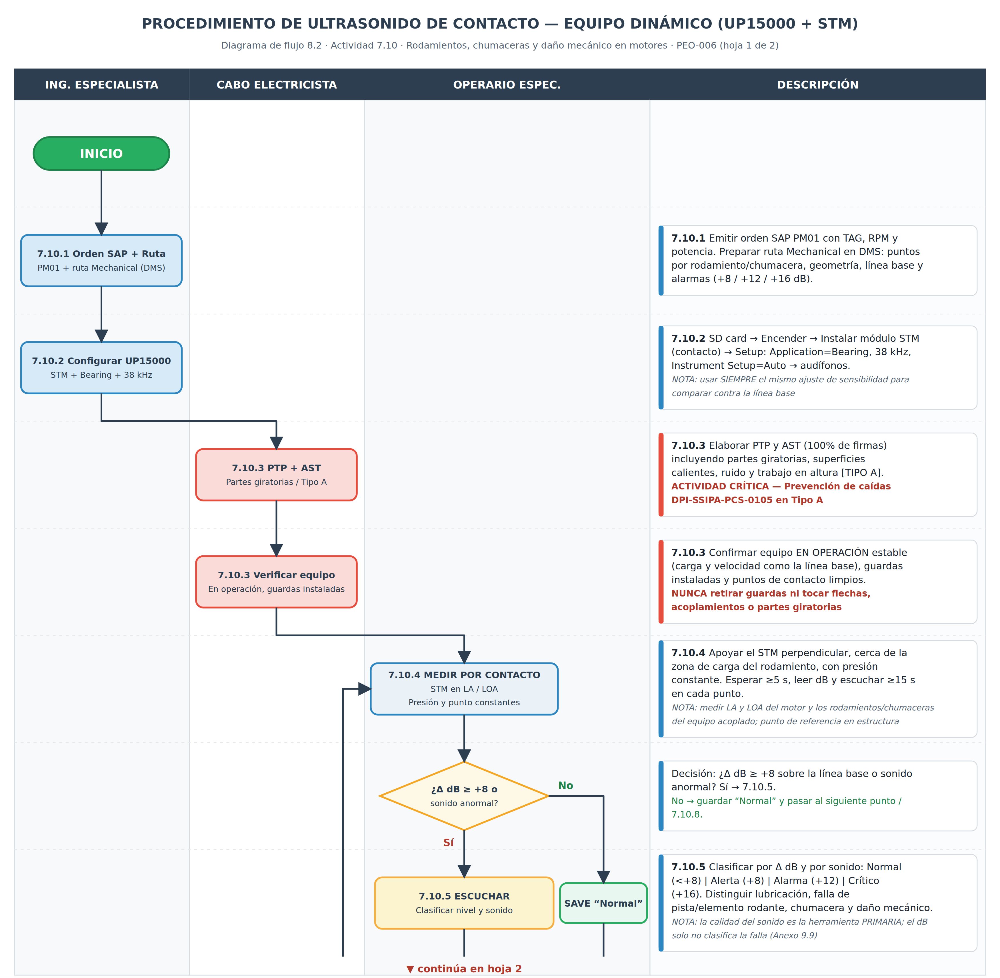 PROCEDIMIENTO DE ULTRASONIDO DE CONTACTO — EQUIPO DINÁMICO (UP15000 + STM)
Diagrama de flujo 8.2 · Actividad 7.10 · Rodamientos, chumaceras y daño mecánico en motores · PEO-006 (hoja 1 de 2)
ING. ESPECIALISTA
CABO ELECTRICISTA
OPERARIO ESPEC.
DESCRIPCIÓN
INICIO
7.10.1 Orden SAP + Ruta
PM01 + ruta Mechanical (DMS)
7.10.1 Emitir orden SAP PM01 con TAG, RPM y
potencia. Preparar ruta Mechanical en DMS: puntos
por rodamiento/chumacera, geometría, línea base y
alarmas (+8 / +12 / +16 dB).
7.10.2 Configurar UP15000
STM + Bearing + 38 kHz
7.10.2 SD card → Encender → Instalar módulo STM
(contacto) → Setup: Application=Bearing, 38 kHz,
Instrument Setup=Auto → audífonos.
NOTA: usar SIEMPRE el mismo ajuste de sensibilidad para
comparar contra la línea base
7.10.3 PTP + AST
Partes giratorias / Tipo A
7.10.3 Elaborar PTP y AST (100% de firmas)
incluyendo partes giratorias, superficies
calientes, ruido y trabajo en altura [TIPO A].
ACTIVIDAD CRÍTICA — Prevención de caídas
DPI-SSIPA-PCS-0105 en Tipo A
7.10.3 Verificar equipo
En operación, guardas instaladas
7.10.3 Confirmar equipo EN OPERACIÓN estable
(carga y velocidad como la línea base), guardas
instaladas y puntos de contacto limpios.
NUNCA retirar guardas ni tocar flechas,
acoplamientos o partes giratorias
7.10.4 MEDIR POR CONTACTO
STM en LA / LOA
Presión y punto constantes
7.10.4 Apoyar el STM perpendicular, cerca de la
zona de carga del rodamiento, con presión
constante. Esperar ≥5 s, leer dB y escuchar ≥15 s
en cada punto.
NOTA: medir LA y LOA del motor y los rodamientos/chumaceras
del equipo acoplado; punto de referencia en estructura
¿Δ dB ≥ +8 o
sonido anormal?
No
Sí
Decisión: ¿Δ dB ≥ +8 sobre la línea base o sonido
anormal? Sí → 7.10.5.
No → guardar “Normal” y pasar al siguiente punto /
7.10.8.
7.10.5 ESCUCHAR
Clasificar nivel y sonido
SAVE “Normal”
7.10.5 Clasificar por Δ dB y por sonido: Normal
(<+8) | Alerta (+8) | Alarma (+12) | Crítico
(+16). Distinguir lubricación, falla de
pista/elemento rodante, chumacera y daño mecánico.
NOTA: la calidad del sonido es la herramienta PRIMARIA; el dB
solo no clasifica la falla (Anexo 9.9)
▼ continúa en hoja 2